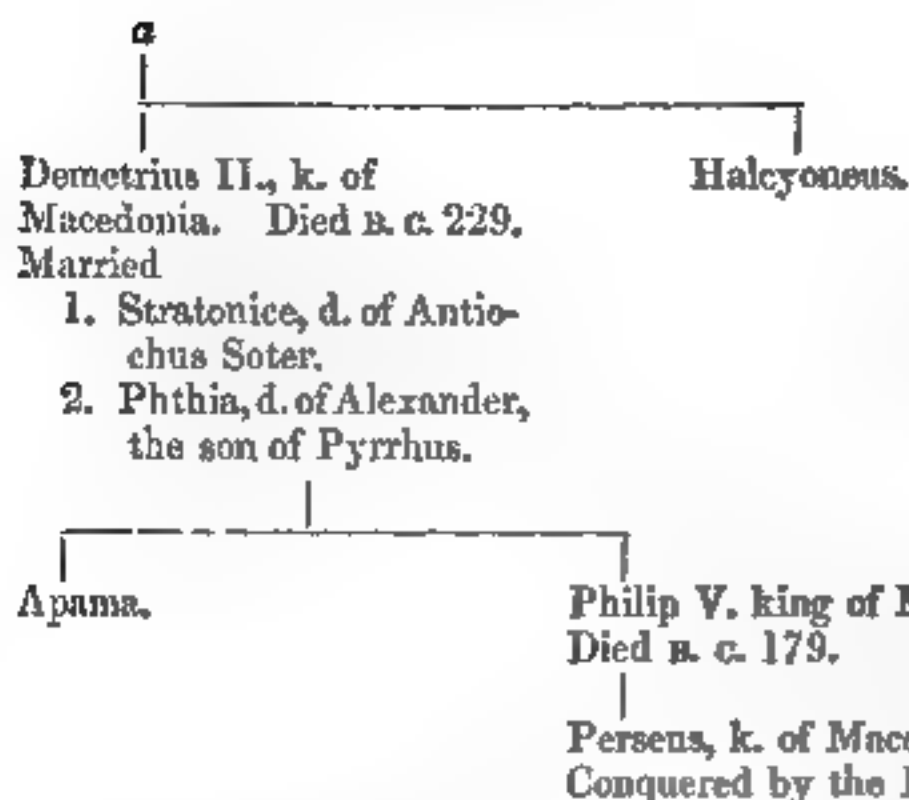 a
Demetrius II., k. of
Macedonia. Died B. C. 229.
Married
Halcyoneus.
1. Stratonice, d. of Antio-
chus Soter.
2. Phthia, d. of Alexander,
the son of Pyrrhus.
Apama.
Philip V. king of
Died B. C. 179.
Perseus, k. of
Conquered by the